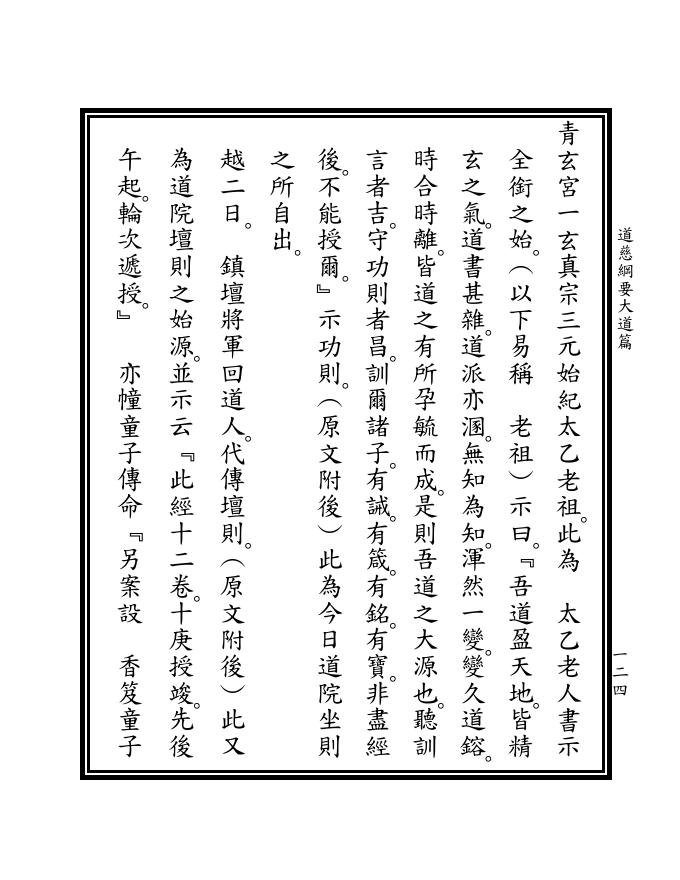 道慈綱要大道篇
一二四
青玄宮一玄真宗三元始紀太乙老祖。此為　太乙老人書示
全銜之始。（以下易稱　老祖）示曰。『吾道盈天地。皆精
玄之氣。道書甚雜。道派亦溷。無知為知。渾然一變。變久道鎔。
時合時離。皆道之有所孕毓而成。是則吾道之大源也。聽訓
言者吉。守功則者昌。訓爾諸子。有誡。有箴。有銘。有寶。非盡經
後。不能授爾。』示功則。（原文附後）此為今日道院坐則
之所自出。
越二日。　鎮壇將軍回道人。代傳壇則。（原文附後）此又
為道院壇則之始源。並示云『此經十二卷。十庚授竣。先後
午起。輪次遞授。』　亦幢童子傳命『另案設　香笈童子